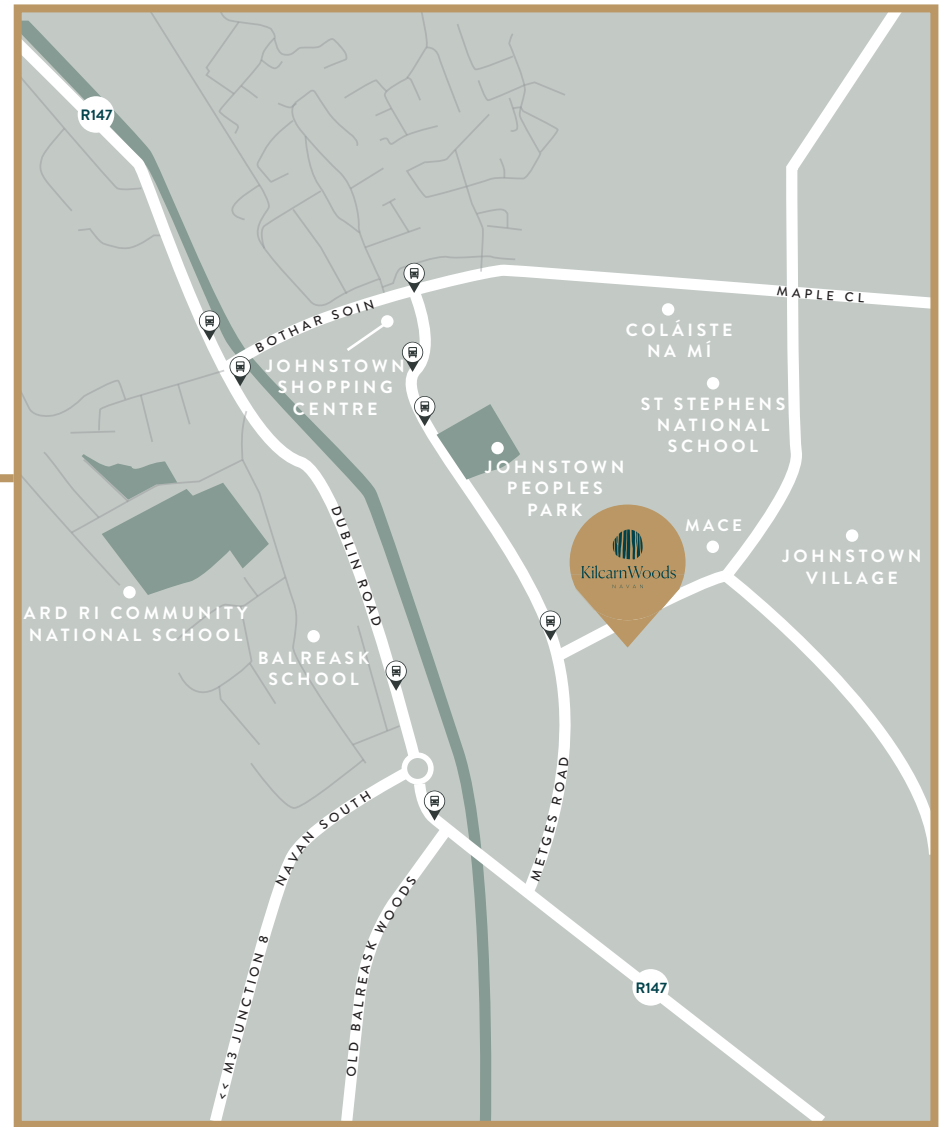 R147
MAPLE CL
BOTHAR SOIN
COLÁISTE
NA MÍ
JOHNSTOWN
SHOPPING
CENTRE
ST STEPHENS
NATIONAL
SCHOOL
JOHNSTOWN
PEOPLES
PARK
MACE
KilcarnWoods
NAVAN
JOHNSTOWN
VILLAGE
DUBLIN ROAD
ARD RI COMMUNITY
NATIONAL SCHOOL
BALREASK
SCHOOL
METGES ROAD
NAVAN SOUTH
OLD BALREASK WOODS
<< M3 JUNCTION 8
R147